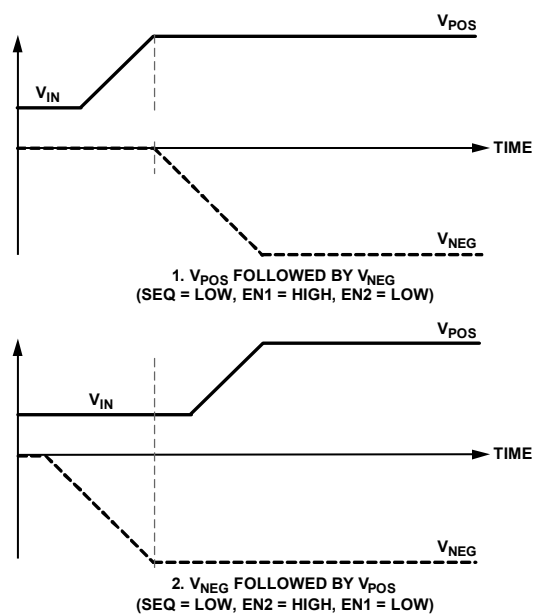 VPOS
VIN
TIME
VNEG
1. VPOS FOLLOWED BY VNEG
(SEQ = LOW, EN1 = HIGH, EN2 = LOW)
VPOS
VIN
TIME
VNEG
2. VNEG FOLLOWED BY VPOS
(SEQ = LOW, EN2 = HIGH, EN1 = LOW)